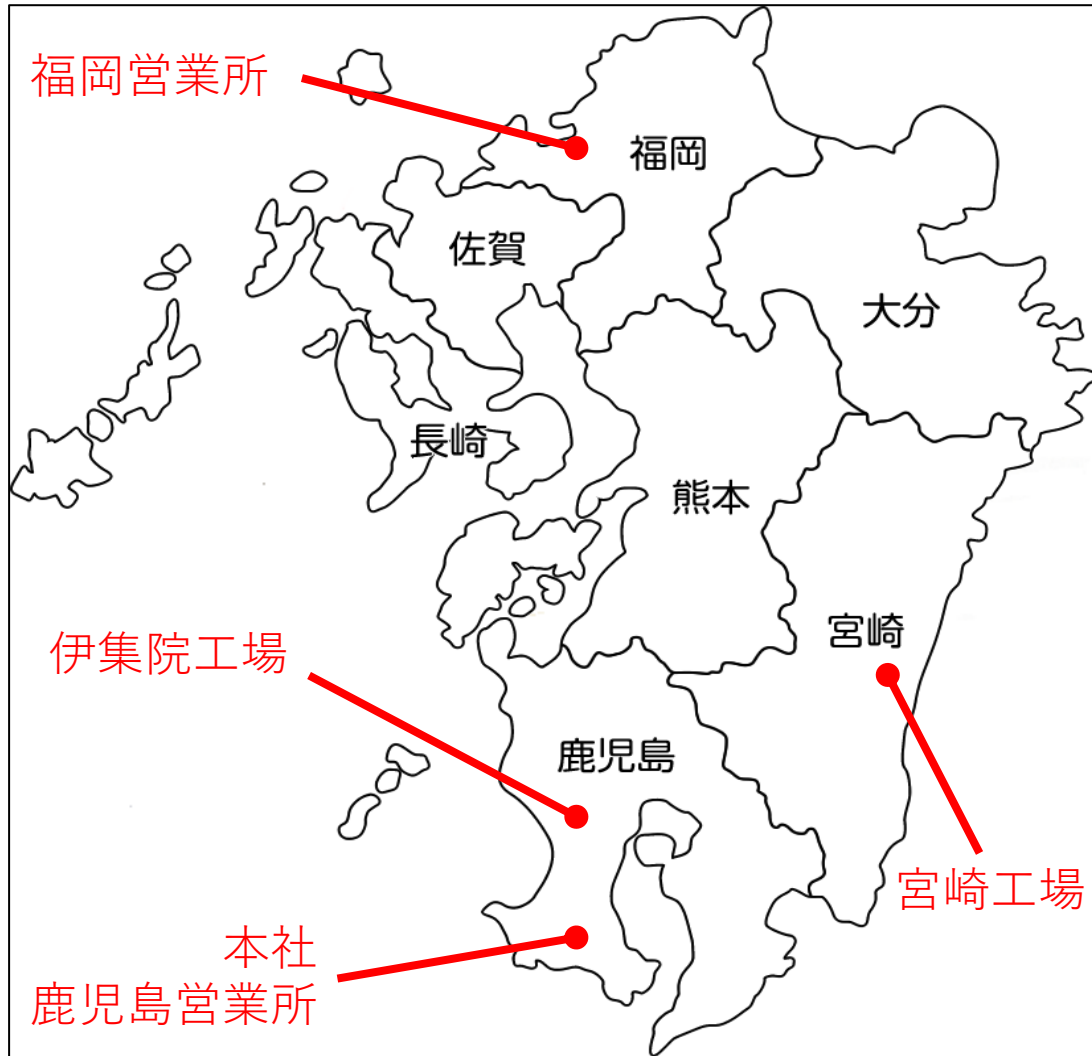 福岡営業所
福岡
佐賀
大分
長崎
熊本
宮崎
伊集院工場
鹿児島
宮崎工場
本社
鹿児島営業所